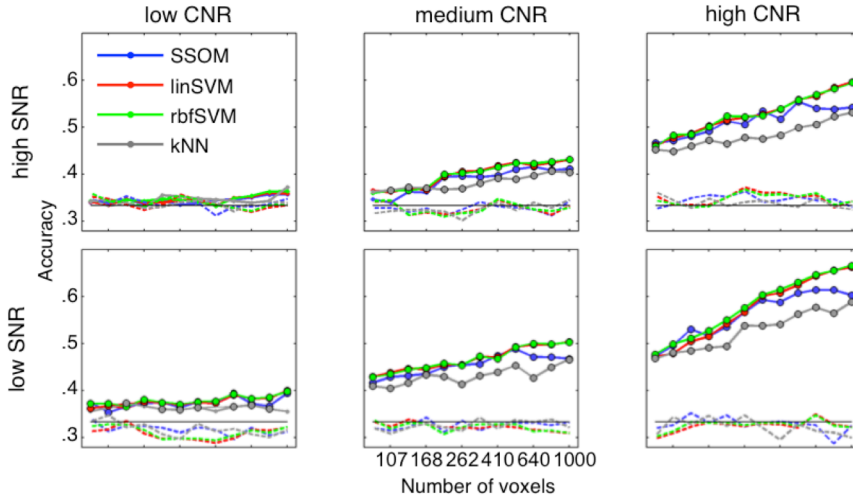 low CNR
medium CNR
high CNR
high SNR
low SNR
Accuracy
SSOM
linSVM
rbfSVM
kNN
.6
.5
.4
.3
.6
.5
.4
.3
107 168 262 410 640 1000
Number of voxels